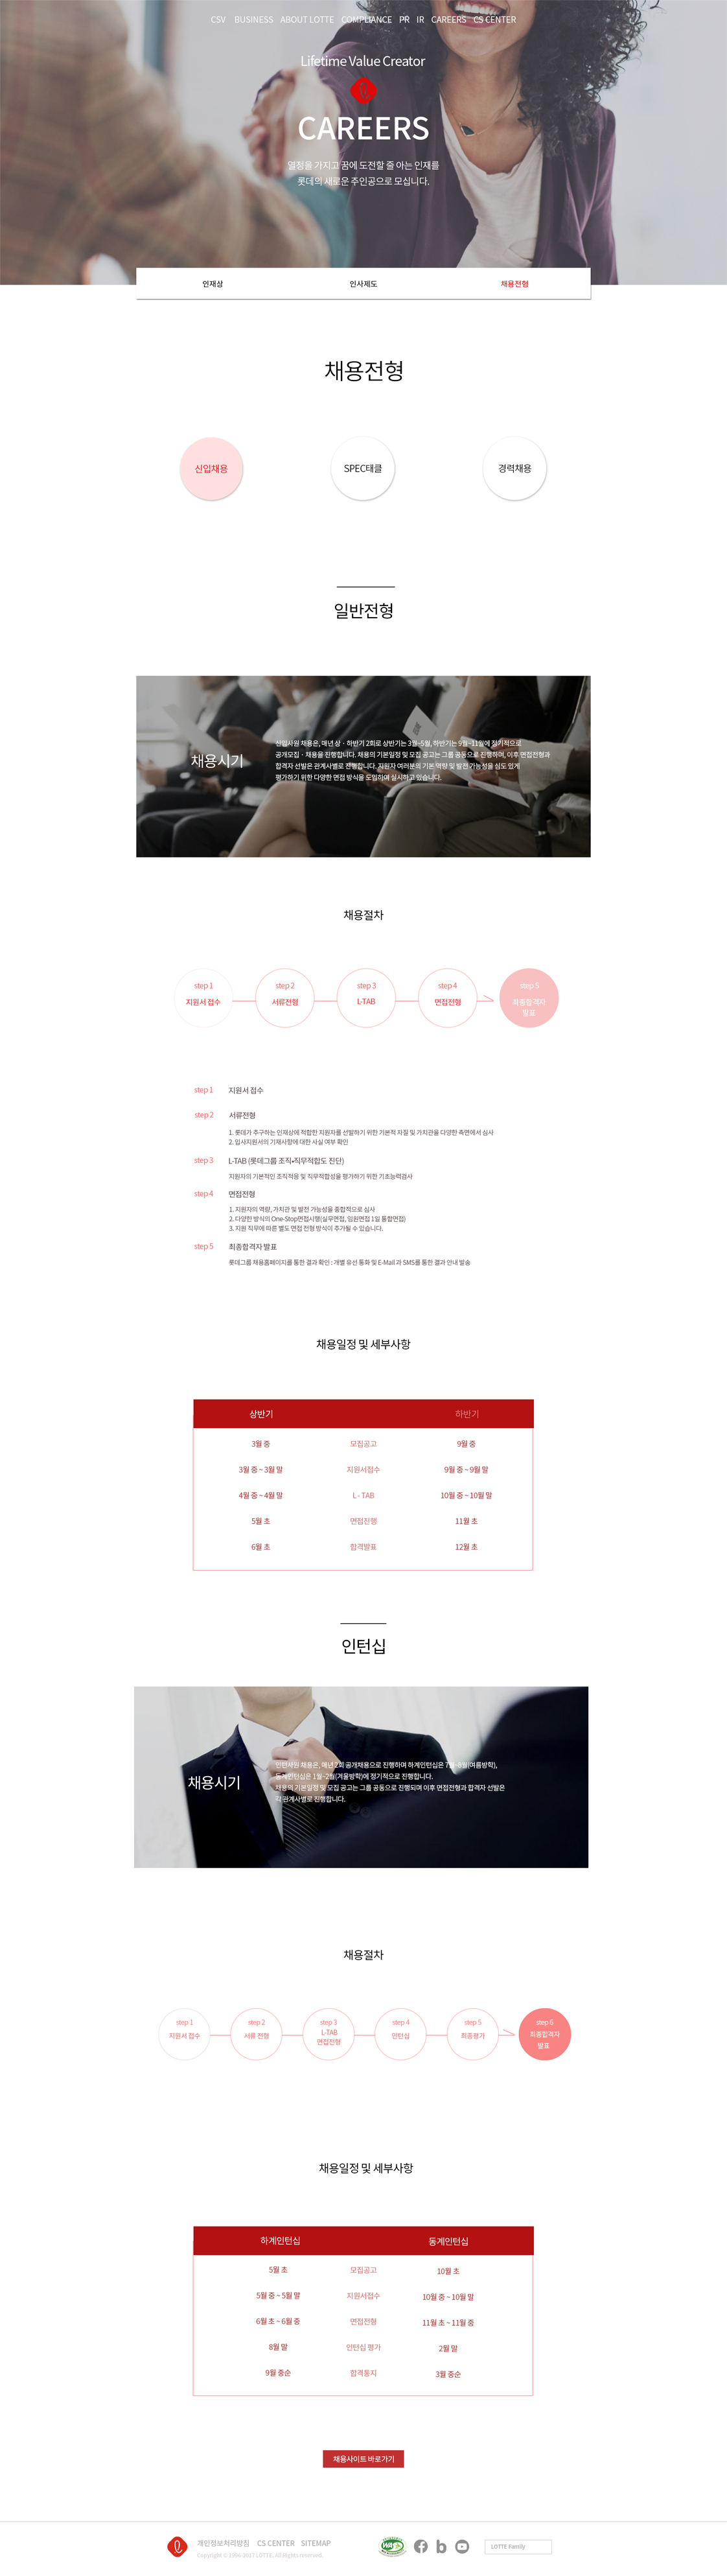 CSV BUSINESS ABOUT LOTTE COMPLIANCE PR IR CAREERS CS CENTER
Lifetime Value Creator
CAREERS
열정을 가지고 꿈에 도전할 줄 아는 인재를
롯데의 새로운 주인공으로 모십니다.
인재상 인사제도 채용전형
채용전형
신입채용 SPEC태클 경력채용
일반전형
채용시기
신입사원 채용은, 매년 상 · 하반기 2회로 상반기는 3월~5월, 하반기는 9월~11월에 정기적으로
공개모집 · 채용을 진행합니다. 채용의 기본일정 및 모집 공고는 그룹 공동으로 진행하며, 이후 면접전형과
합격자 선발은 관계사별로 진행합니다. 지원자 여러분의 기본 역량 및 발전 가능성을 심도 있게
평가하기 위한 다양한 면접 방식을 도입하여 실시하고 있습니다.
채용절차
step 1 step 2 step 3 step 4 step 5
지원서 접수 서류전형 L-TAB 면접전형 최종합격자
발표
step 1 지원서 접수
step 2 서류전형
1. 롯데가 추구하는 인재상에 적합한 지원자를 선발하기 위한 기본적 자질 및 가치관을 다양한 측면에서 심사
2. 입사지원서의 기재사항에 대한 사실 여부 확인
step 3 L-TAB (롯데그룹 조직•직무적합도 진단)
지원자의 기본적인 조직적응 및 직무적합성을 평가하기 위한 기초능력검사
step 4 면접전형
1. 지원자의 역량, 가치관 및 발전 가능성을 종합적으로 심사
2. 다양한 방식의 One-Stop면접시행(실무면접, 임원면접 1일 통합면접)
3. 지원 직무에 따른 별도 면접 전형 방식이 추가될 수 있습니다.
step 5 최종합격자 발표
롯데그룹 채용홈페이지를 통한 결과 확인 : 개별 유선 통화 및 E-Mail 과 SMS를 통한 결과 안내 발송
채용일정 및 세부사항
상반기 하반기
3월 중 모집공고 9월 중
3월 중 ~ 3월 말 지원서접수 9월 중 ~ 9월 말
4월 중 ~ 4월 말 L - TAB 10월 중 ~ 10월 말
5월 초 면접진행 11월 초
6월 초 합격발표 12월 초
인턴십
채용시기
인턴사원 채용은, 매년 2회 공개채용으로 진행하며 하계인턴십은 7월~8월(여름방학),
동계인턴십은 1월~2월(겨울방학)에 정기적으로 진행합니다.
채용의 기본일정 및 모집 공고는 그룹 공동으로 진행되며 이후 면접전형과 합격자 선발은
각 관계사별로 진행합니다.
채용절차
step 1 step 2 step 3 step 4 step 5 step 6
지원서 접수 서류 전형 L-TAB
면접전형 인턴십 최종평가 최종합격자
발표
채용일정 및 세부사항
하계인턴십 동계인턴십
5월 초 모집공고 10월 초
5월 중 ~ 5월 말 지원서접수 10월 중 ~ 10월 말
6월 초 ~ 6월 중 면접전형 11월 초 ~ 11월 중
8월 말 인턴십 평가 2월 말
9월 중순 합격통지 3월 중순
채용사이트 바로가기
개인정보처리방침 CS CENTER SITEMAP
Copyright © 1996-2017 LOTTE. All Rights reserved.
WA
LOTTE Family